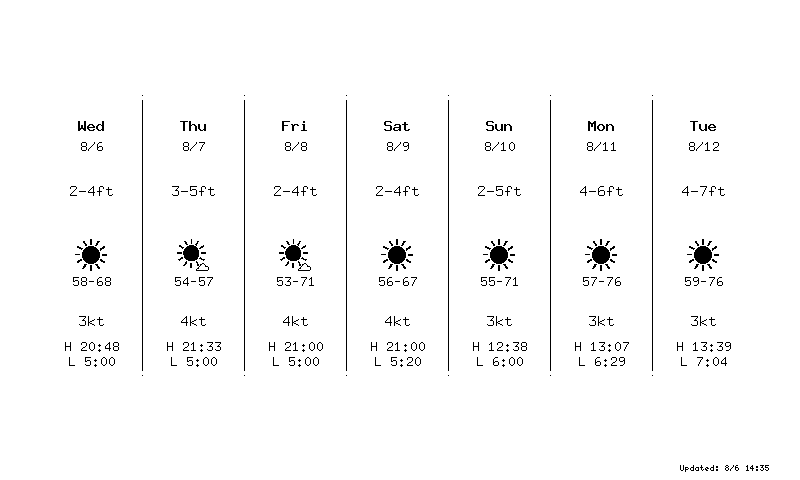 Wed Thu Fri Sat Sun Mon Tue
8/6 8/7 8/8 8/9 8/10 8/11 8/12
2-4ft 3-5ft 2-4ft 2-4ft 2-5ft 4-6ft 4-7ft
58-68 54-57 53-71 56-67 55-71 57-76 59-76
3kt 4kt 4kt 4kt 3kt 3kt 3kt
H 20:48 H 21:33 H 21:00 H 21:00 H 12:38 H 13:07 H 13:39
L 5:00 L 5:00 L 5:00 L 5:20 L 6:00 L 6:29 L 7:04
Updated: 8/6 14:35